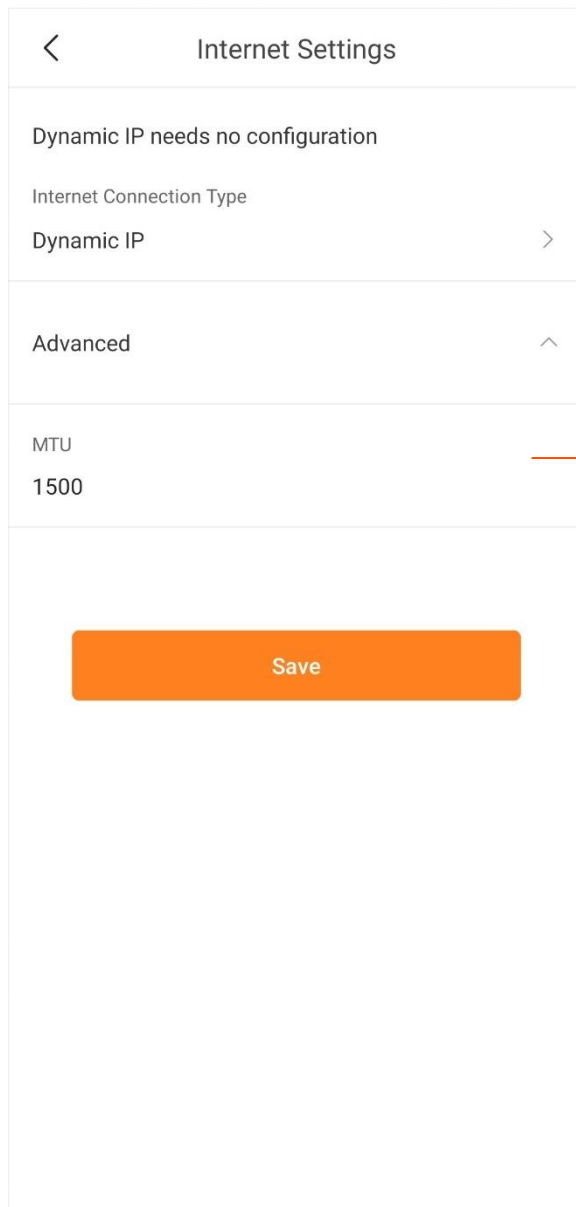 Internet Settings
Dynamic IP needs no configuration
Internet Connection Type
Dynamic IP
Advanced
MTU
1500
Save